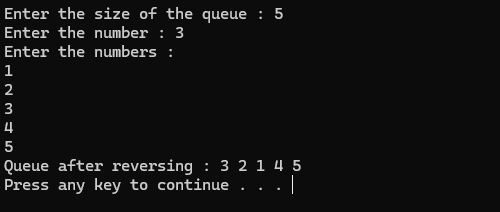 Enter the size of the queue : 5
Enter the number : 3
Enter the numbers :
1
2
3
4
5
Queue after reversing : 3 2 1 4 5
Press any key to continue . . .